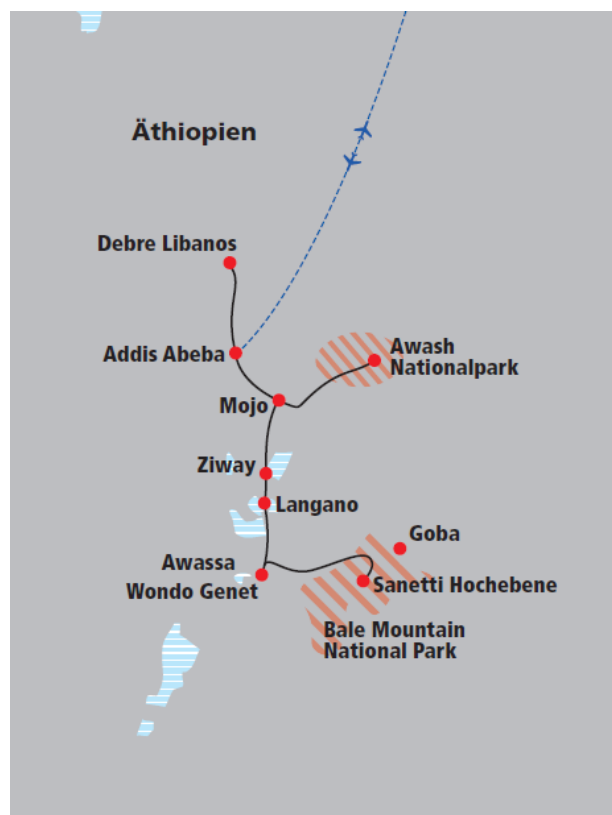 Äthiopien
Debre Libanos
Addis Abeba
Awash
Nationalpark
Mojo
Ziway
Langano
Goba
Awassa
Wondo Genet
Sanetti Hochebene
Bale Mountain
National Park